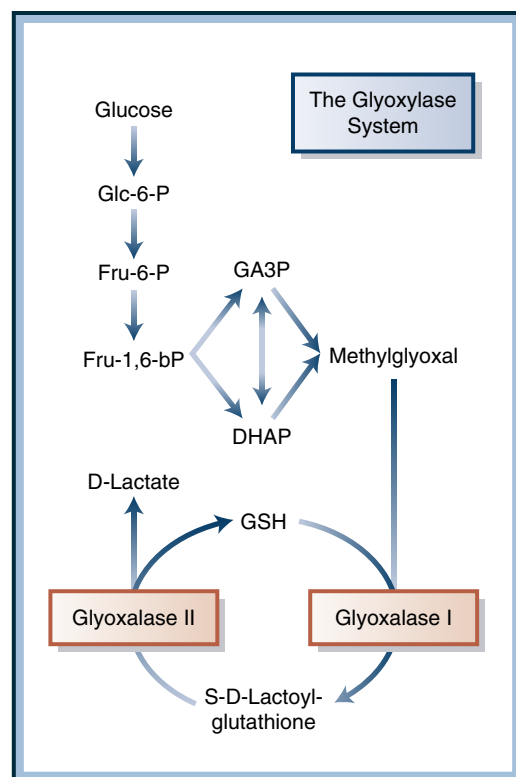 The Glyoxylase
System
Glucose
Glc-6-P
Fru-6-P
GA3P
Fru-1,6-bP
Methylglyoxal
DHAP
D-Lactate
GSH
Glyoxalase II
Glyoxalase I
S-D-Lactoyl-
glutathione